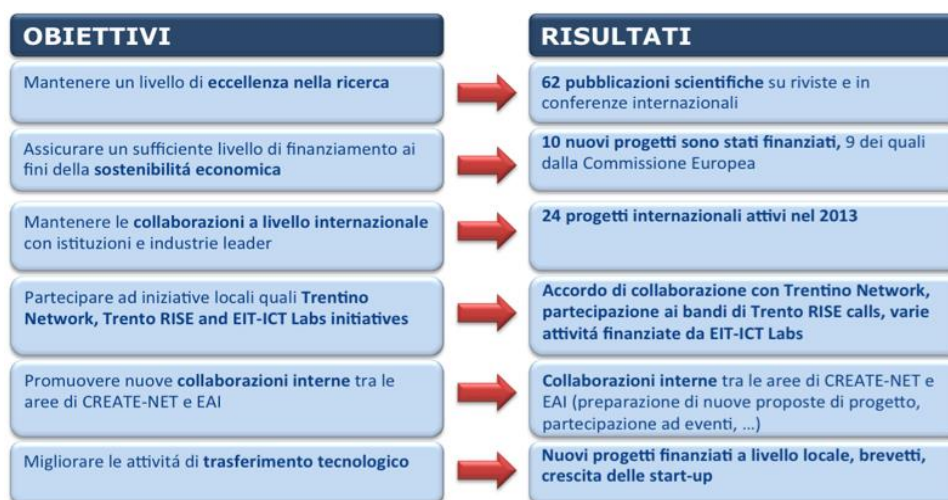 OBIETTIVI
RISULTATI
Mantenere un livello di eccellenza nella ricerca
62 pubblicazioni scientifiche su riviste e in
conferenze internazionali
Assicurare un sufficiente livello di finanziamento ai
fini della sostenibilitá economica
10 nuovi progetti sono stati finanziati, 9 dei quali
dalla Commissione Europea
Mantenere le collaborazioni a livello internazionale
con istituzioni e industrie leader
24 progetti internazionali attivi nel 2013
Partecipare ad iniziative locali quali Trentino
Network, Trento RISE and EIT-ICT Labs initiatives
Accordo di collaborazione con Trentino Network,
partecipazione ai bandi di Trento RISE calls, varie
attivitá finanziate da EIT-ICT Labs
Promuovere nuove collaborazioni interne tra le
aree di CREATE-NET e EAI
Collaborazioni interne tra le aree di CREATE-NET e
EAI (preparazione di nuove proposte di progetto,
partecipazione ad eventi, ...)
Migliorare le attivitá di trasferimento tecnologico
Nuovi progetti finanziati a livello locale, brevetti,
crescita delle start-up